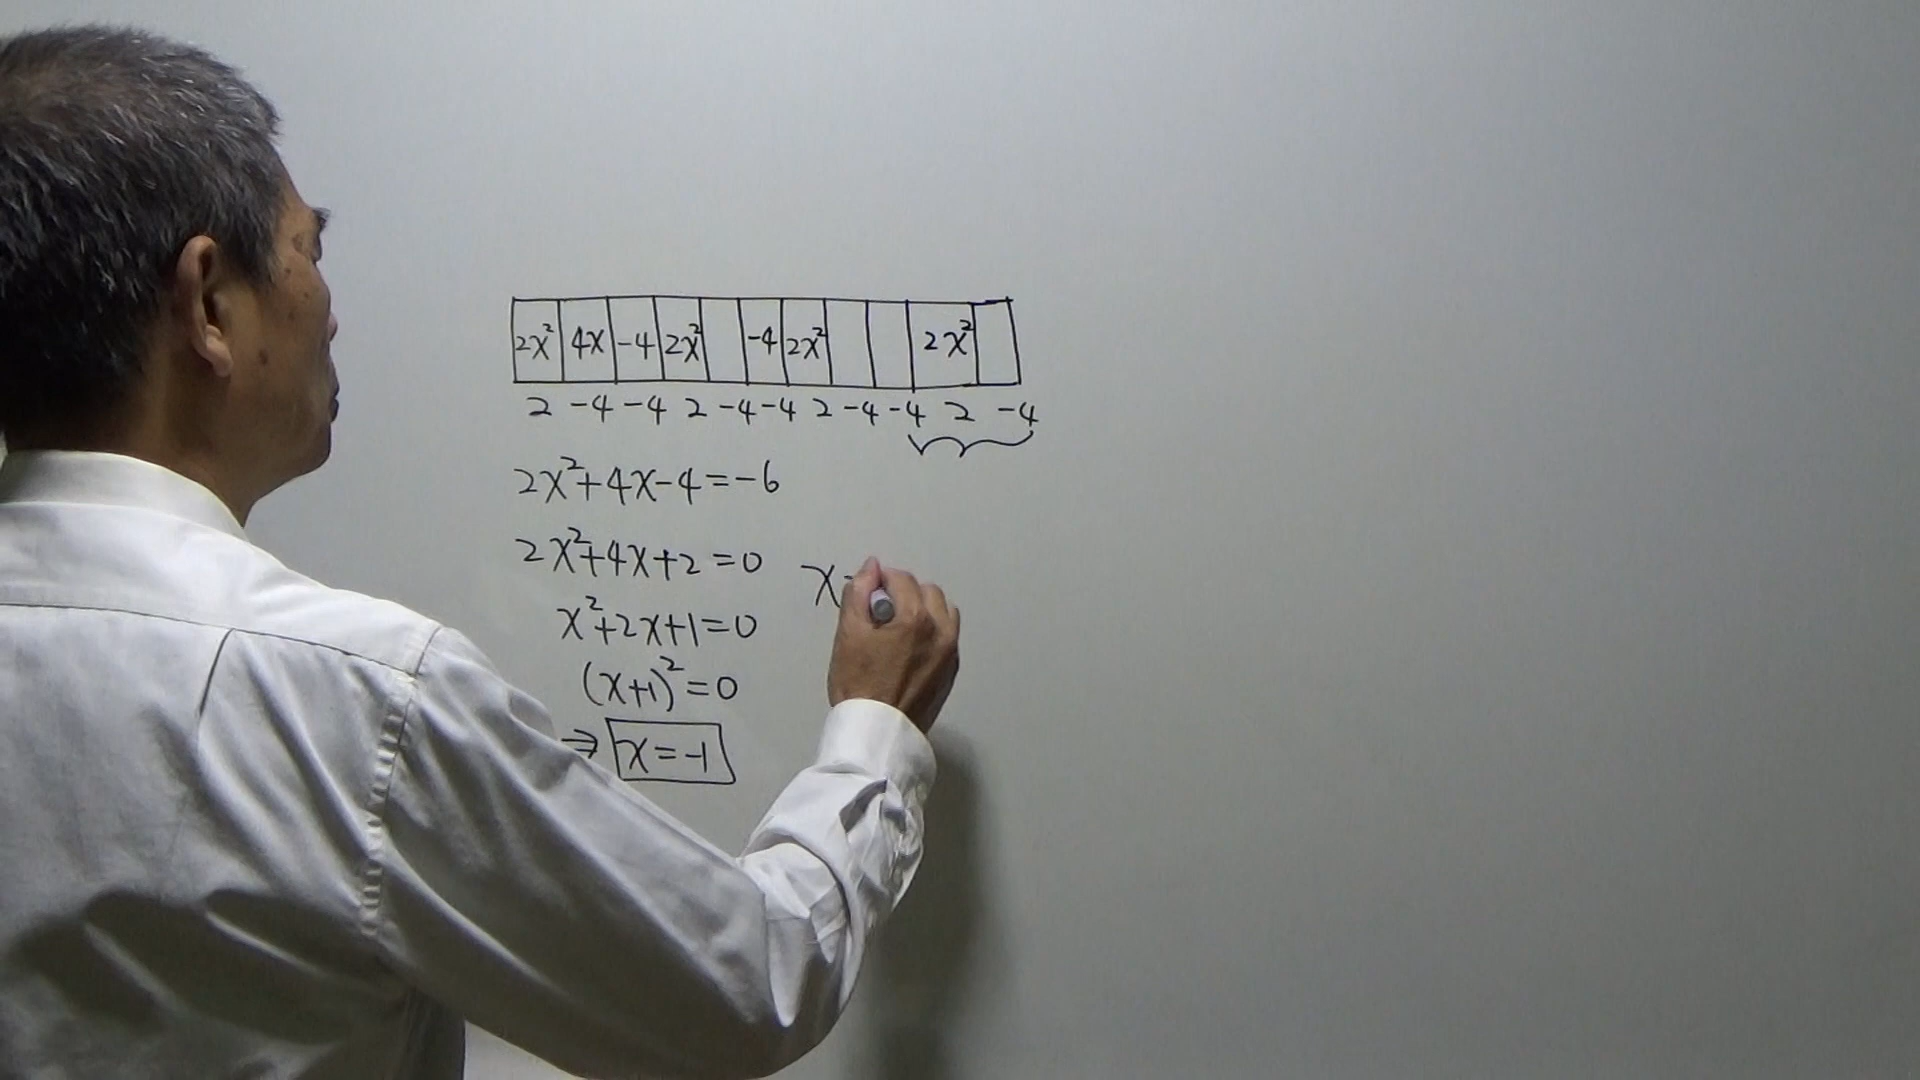 2x² 4x -4 2x² -4 2x² 2x²
2 -4 -4 2 -4 -4 2 -4 -4 2 -4
2x²+4x-4=-6
2x²+4x+2=0
x²+2x+1=0
(x+1)²=0
⇒ x=-1
x